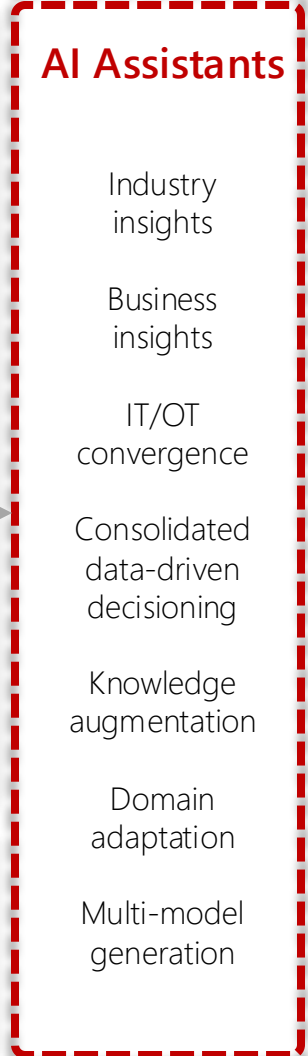 AI Assistants
Industry
insights
Business
insights
IT/OT
convergence
Consolidated
data-driven
decisioning
Knowledge
augmentation
Domain
adaptation
Multi-model
generation